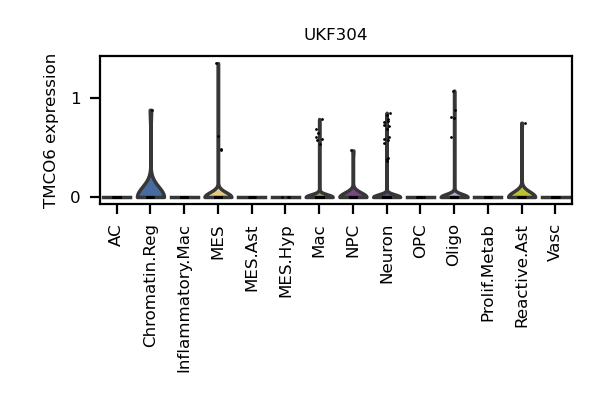 UKF304
TMCO6 expression
1
0
AC
Chromatin.Reg
Inflammatory.Mac
MES
MES.Ast
MES.Hyp
Mac
NPC
Neuron
OPC
Oligo
Prolif.Metab
Reactive.Ast
Vasc